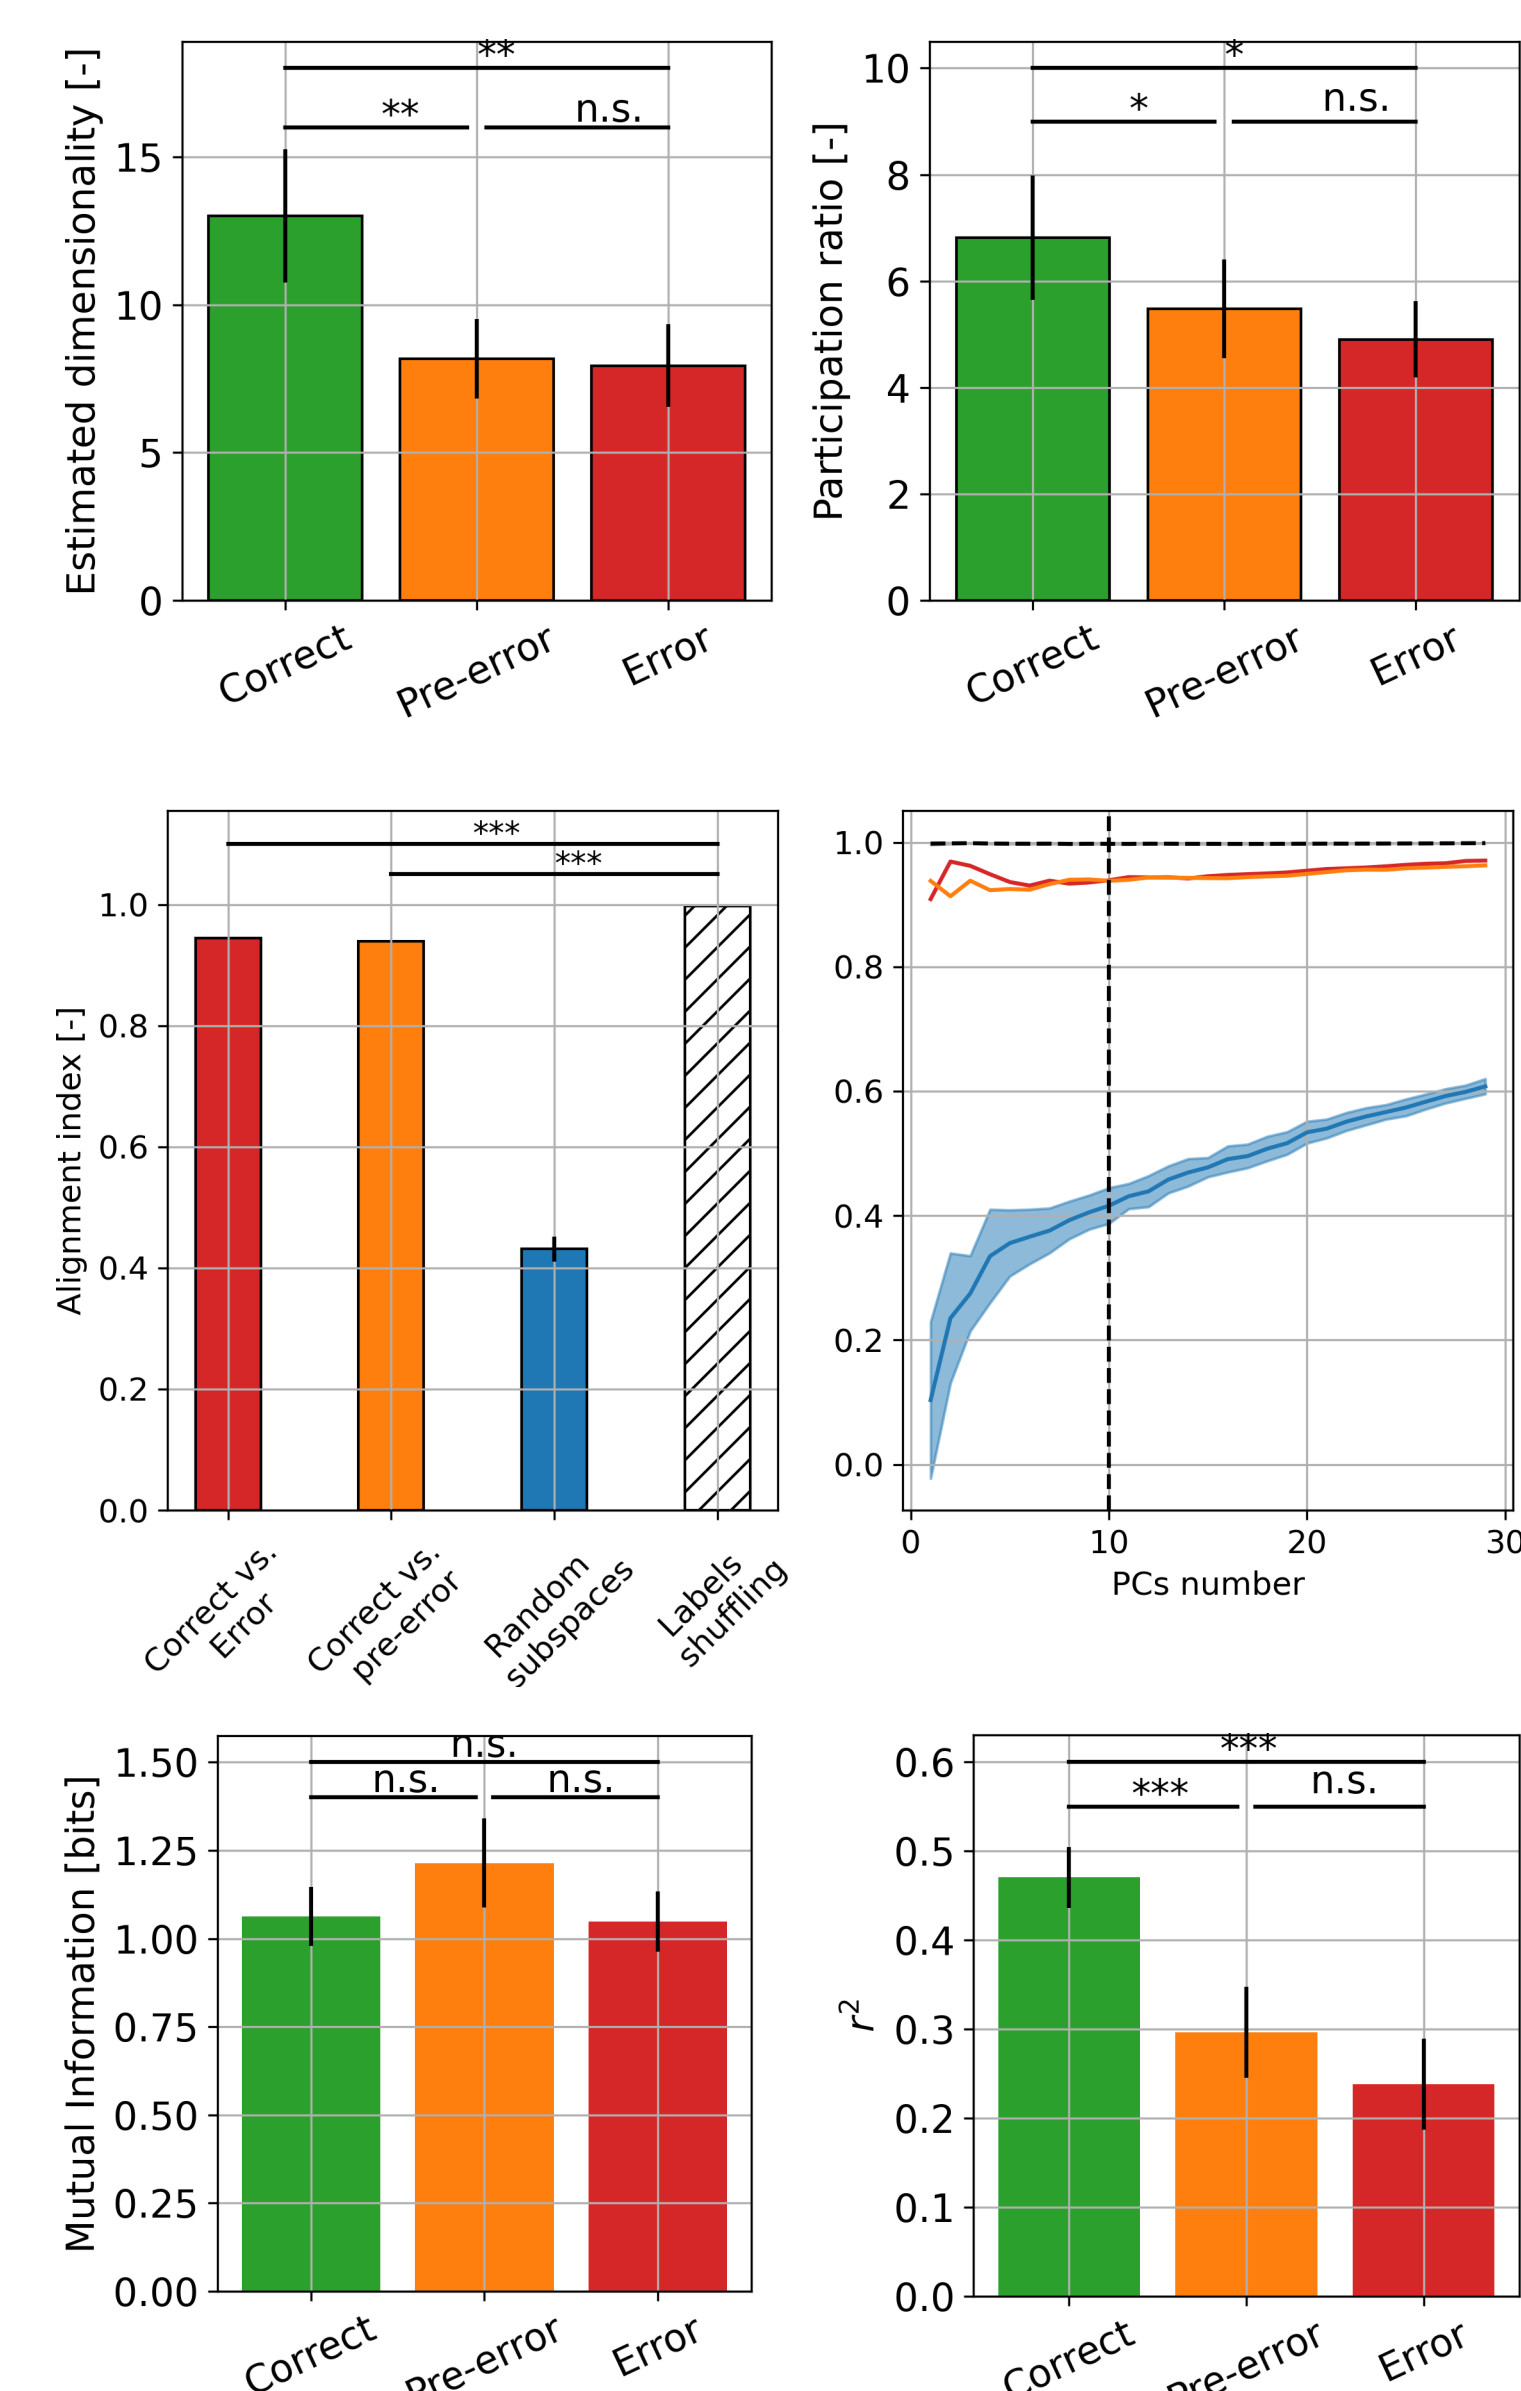 Estimated dimensionality [-]
15
10
5
0
**
**
n.s.
Correct
Pre-error
Error
Participation ratio [-]
10
8
6
4
2
0
*
*
n.s.
Correct
Pre-error
Error
Alignment index [-]
1.0
0.8
0.6
0.4
0.2
0.0
***
***
Correct vs.
Error
Correct vs.
pre-error
Random
subspaces
Labels
shuffling
1.0
0.8
0.6
0.4
0.2
0.0
0
10
20
30
PCs number
Mutual Information [bits]
1.50
1.25
1.00
0.75
0.50
0.25
0.00
n.s.
n.s.
n.s.
Correct
Pre-error
Error
r²
0.6
0.5
0.4
0.3
0.2
0.1
0.0
***
***
n.s.
Correct
Pre-error
Error